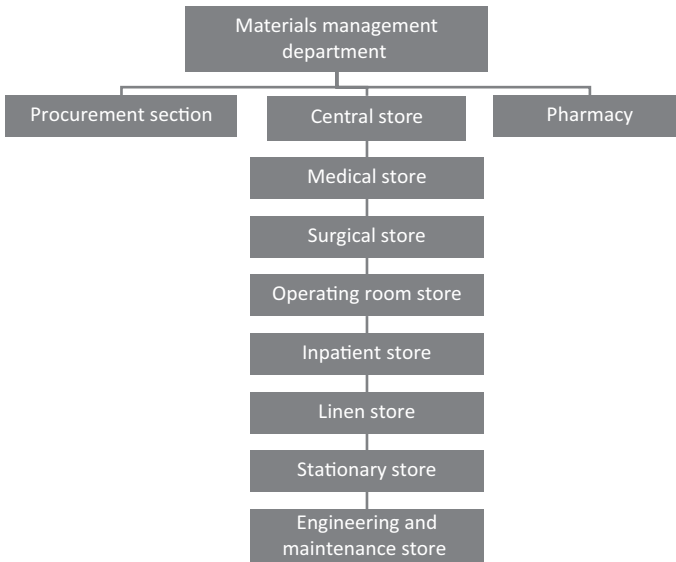 Materials management
department
Procurement section
Central store
Pharmacy
Medical store
Surgical store
Operating room store
Inpatient store
Linen store
Stationary store
Engineering and
maintenance store